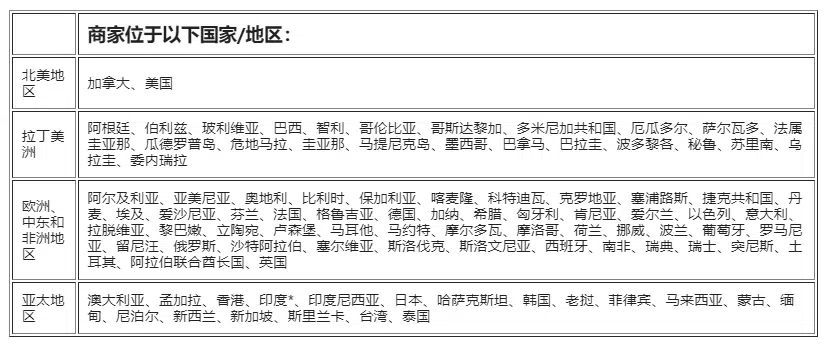 商家位于以下国家/地区：
北美地
区
加拿大、美国
拉丁美
洲
阿根廷、伯利兹、玻利维亚、巴西、智利、哥伦比亚、哥斯达黎加、多米尼加共和国、厄瓜多尔、萨尔瓦多、法属
圭亚那、瓜德罗普岛、危地马拉、圭亚那、马提尼克岛、墨西哥、巴拿马、巴拉圭、波多黎各、秘鲁、苏里南、乌
拉圭、委内瑞拉
欧洲、
中东和
非洲地
区
阿尔及利亚、亚美尼亚、奥地利、比利时、保加利亚、喀麦隆、科特迪瓦、克罗地亚、塞浦路斯、捷克共和国、丹
麦、埃及、爱沙尼亚、芬兰、法国、格鲁吉亚、德国、加纳、希腊、匈牙利、肯尼亚、爱尔兰、以色列、意大利、
拉脱维亚、黎巴嫩、立陶宛、卢森堡、马耳他、马约特、摩尔多瓦、摩洛哥、荷兰、挪威、波兰、葡萄牙、罗马尼
亚、留尼汪、俄罗斯、沙特阿拉伯、塞尔维亚、斯洛伐克、斯洛文尼亚、西班牙、南非、瑞典、瑞士、突尼斯、土
耳其、阿拉伯联合酋长国、英国
亚太地
区
澳大利亚、孟加拉、香港、印度*、印度尼西亚、日本、哈萨克斯坦、韩国、老挝、菲律宾、马来西亚、蒙古、缅
甸、尼泊尔、新西兰、新加坡、斯里兰卡、台湾、泰国